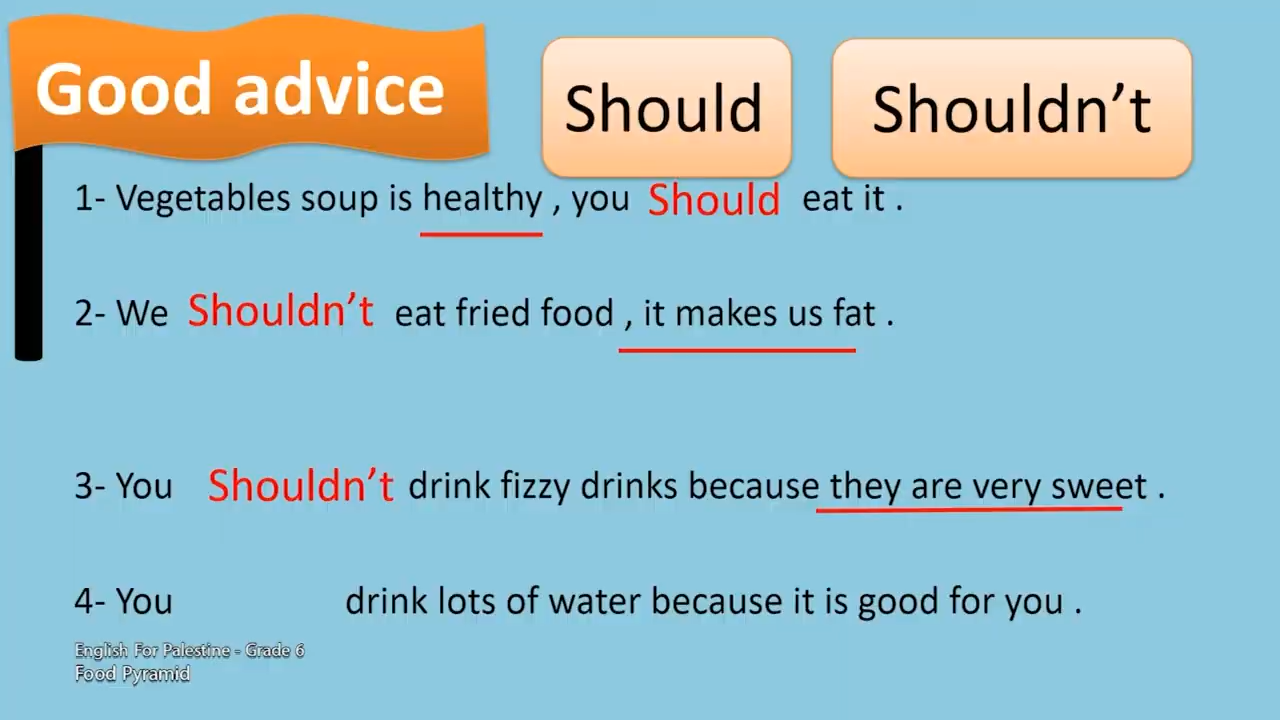 Good advice
Should
Shouldn’t
1- Vegetables soup is healthy , you Should eat it .
2- We Shouldn’t eat fried food , it makes us fat .
3- You Shouldn’t drink fizzy drinks because they are very sweet .
4- You drink lots of water because it is good for you .
English For Palestine - Grade 6
Food Pyramid